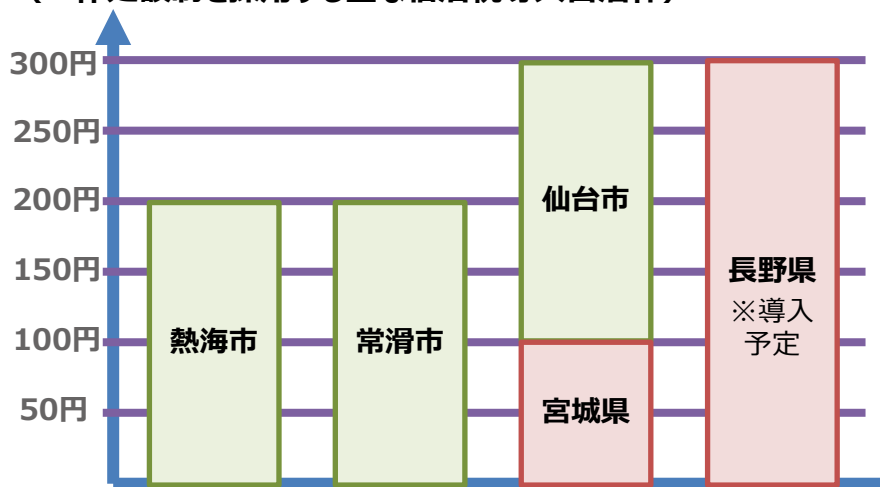 300円
250円
200円
150円
100円
50円
熱海市
常滑市
仙台市
宮城県
長野県
※導入
予定